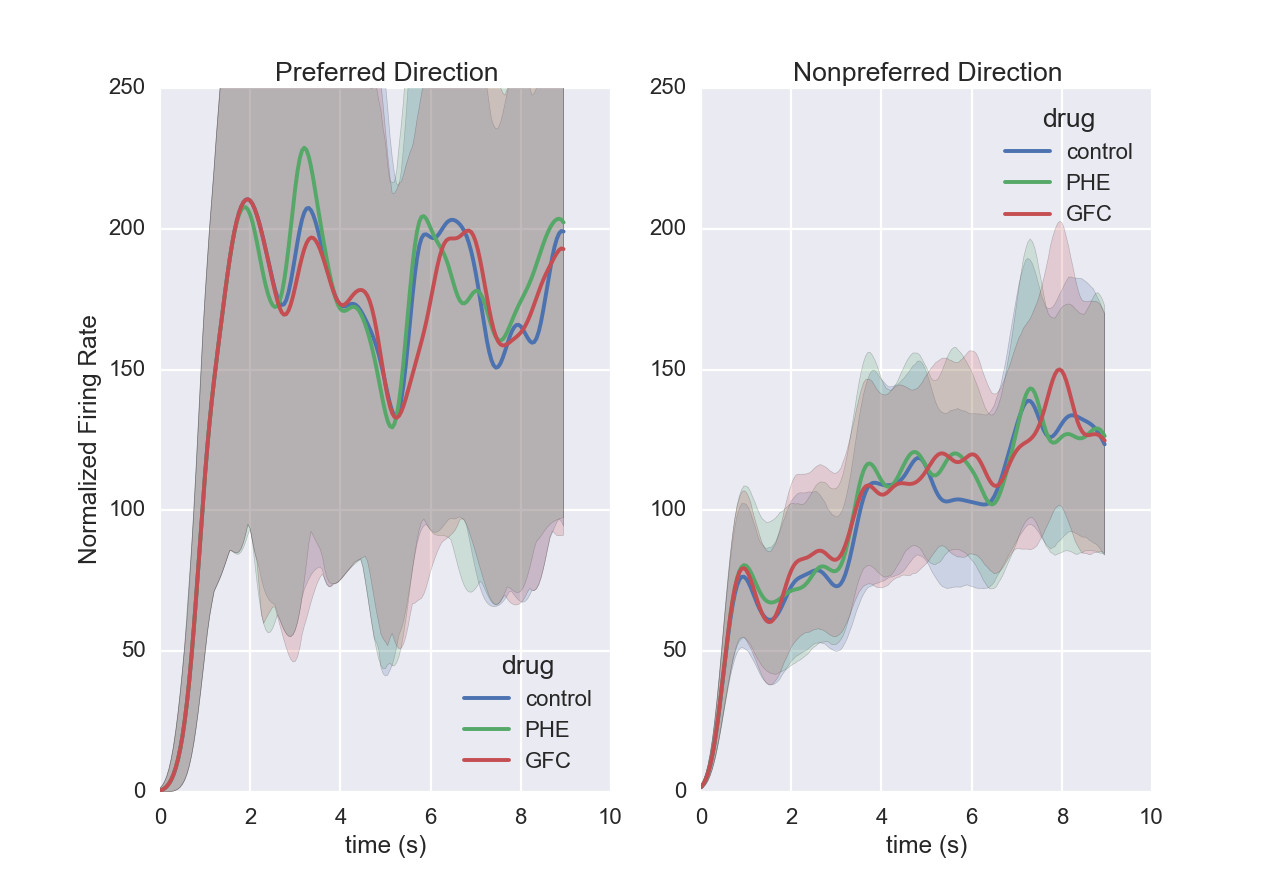 Preferred Direction
Nonpreferred Direction
250
200
150
100
50
0
Normalized Firing Rate
0 2 4 6 8 10
time (s)
drug
control
PHE
GFC
250
200
150
100
50
0
0 2 4 6 8 10
time (s)
drug
control
PHE
GFC